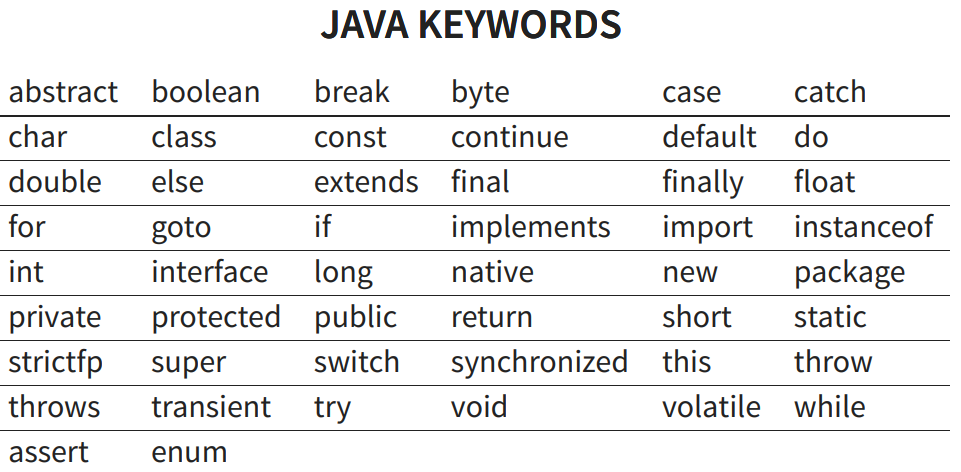 JAVA KEYWORDS
abstract boolean break byte case catch
char class const continue default do
double else extends final finally float
for goto if implements import instanceof
int interface long native new package
private protected public return short static
strictfp super switch synchronized this throw
throws transient try void volatile while
assert enum